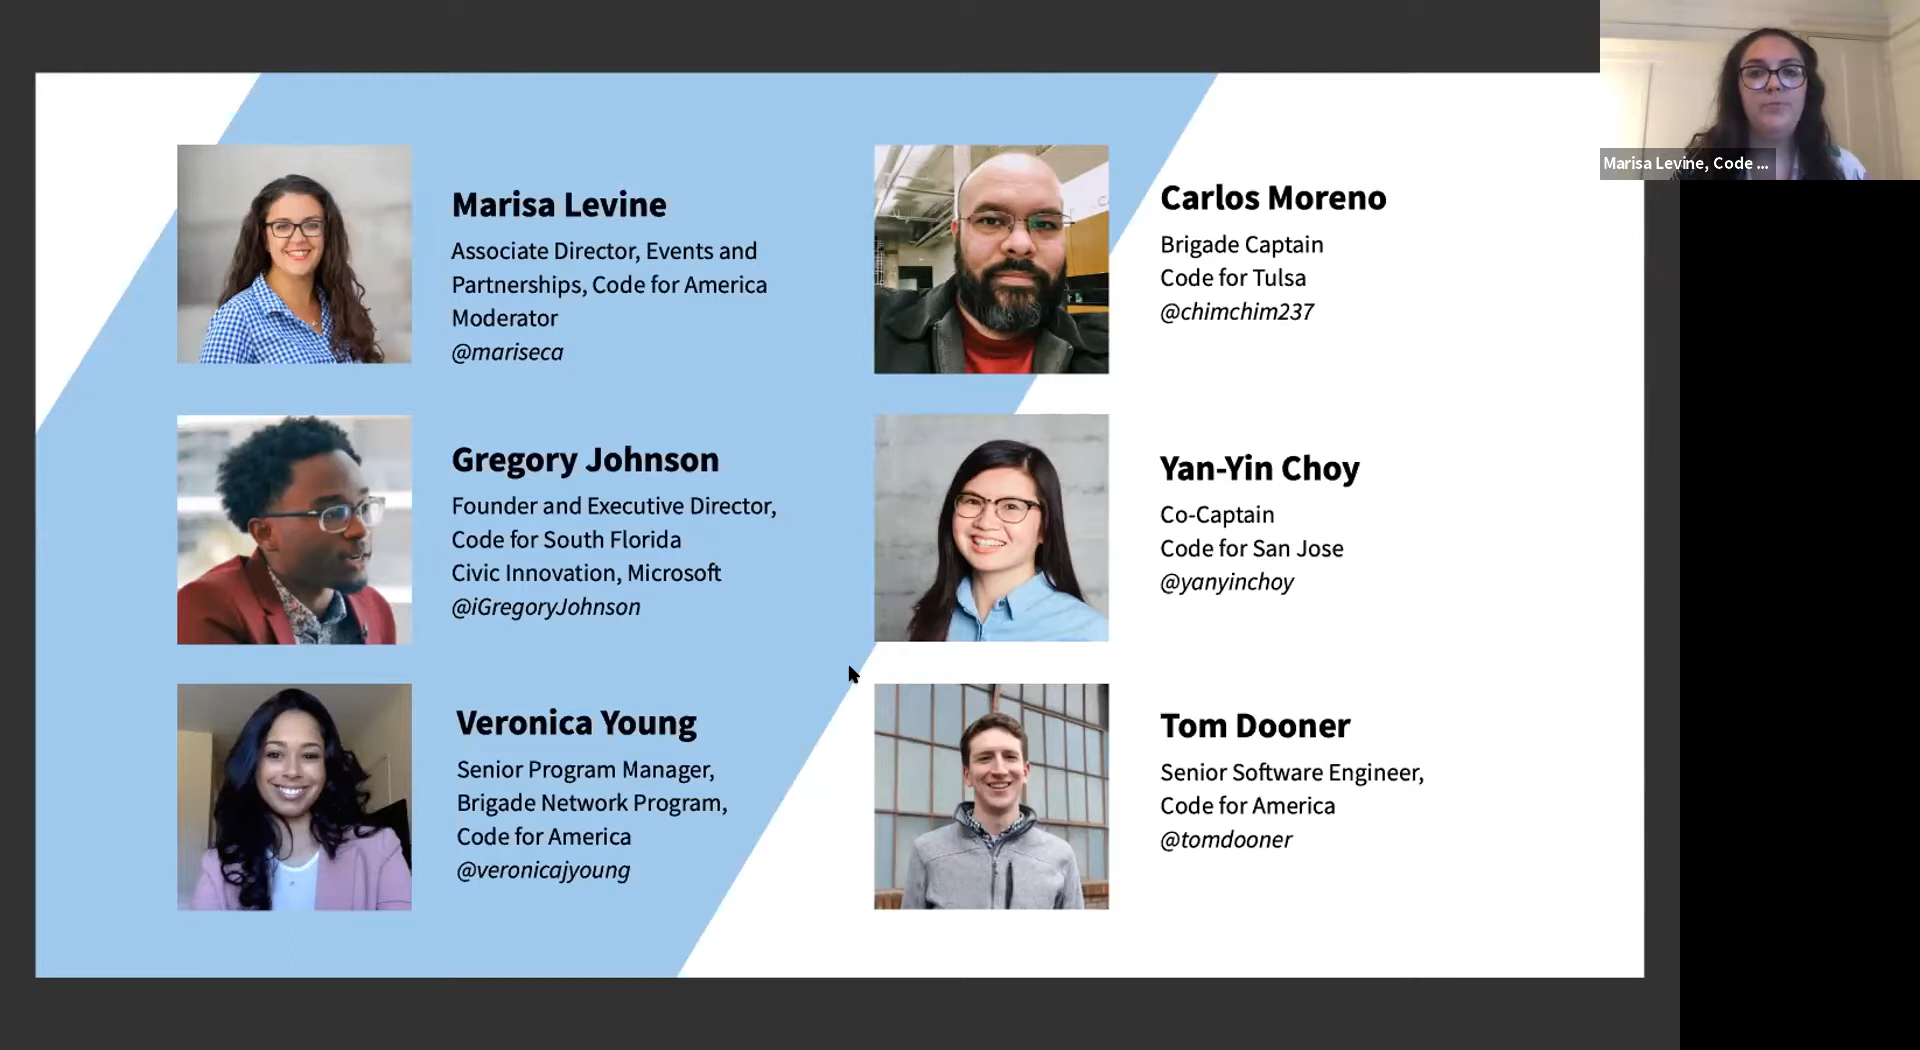 Marisa Levine
Associate Director, Events and
Partnerships, Code for America
Moderator
@mariseca
Carlos Moreno
Brigade Captain
Code for Tulsa
@chimchim237
Gregory Johnson
Founder and Executive Director,
Code for South Florida
Civic Innovation, Microsoft
@iGregoryJohnson
Yan-Yin Choy
Co-Captain
Code for San Jose
@yanyinchoy
Veronica Young
Senior Program Manager,
Brigade Network Program,
Code for America
@veronicajyoung
Tom Dooner
Senior Software Engineer,
Code for America
@tomdooner
Marisa Levine, Code ...